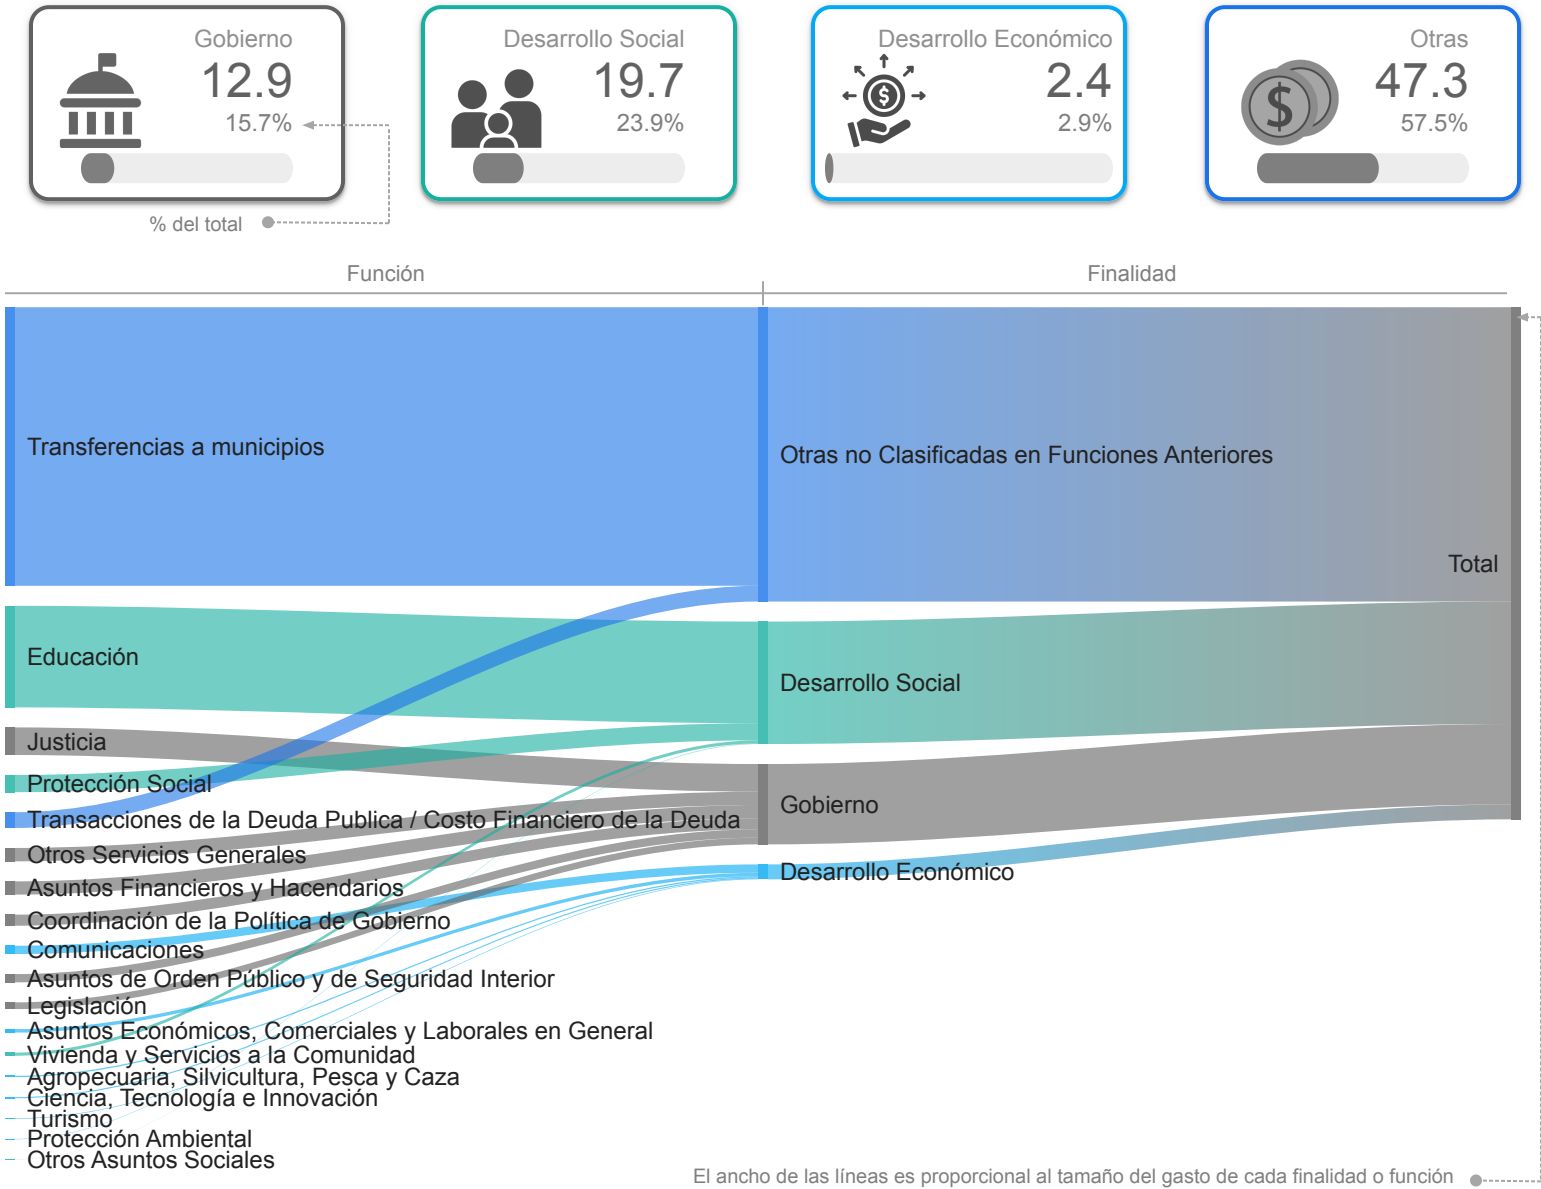 Gobierno
12.9
15.7%
Desarrollo Social
19.7
23.9%
Desarrollo Económico
2.4
2.9%
Otras
47.3
57.5%
$
$
% del total
Función
Finalidad
Transferencias a municipios
Otras no Clasificadas en Funciones Anteriores
Total
Educación
Desarrollo Social
Justicia
Protección Social
Gobierno
Transacciones de la Deuda Publica / Costo Financiero de la Deuda
Otros Servicios Generales
Desarrollo Económico
Asuntos Financieros y Hacendarios
Coordinación de la Política de Gobierno
Comunicaciones
Asuntos de Orden Público y de Seguridad Interior
Legislación
Asuntos Económicos, Comerciales y Laborales en General
Vivienda y Servicios a la Comunidad
Agropecuaria, Silvicultura, Pesca y Caza
Ciencia, Tecnología e Innovación
Turismo
Protección Ambiental
Otros Asuntos Sociales
El ancho de las líneas es proporcional al tamaño del gasto de cada finalidad o función